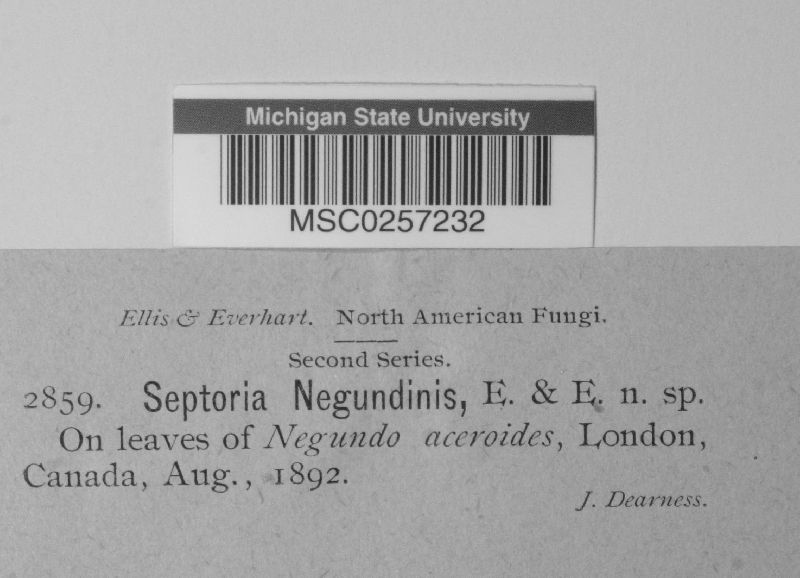 Michigan State University
MSC0257232
Ellis & Everhart. North American Fungi.
Second Series.
2859. Septoria Negundinis, E. & E. n. sp.
On leaves of Negundo aceroides, London,
Canada, Aug., 1892.
J. Dearness.